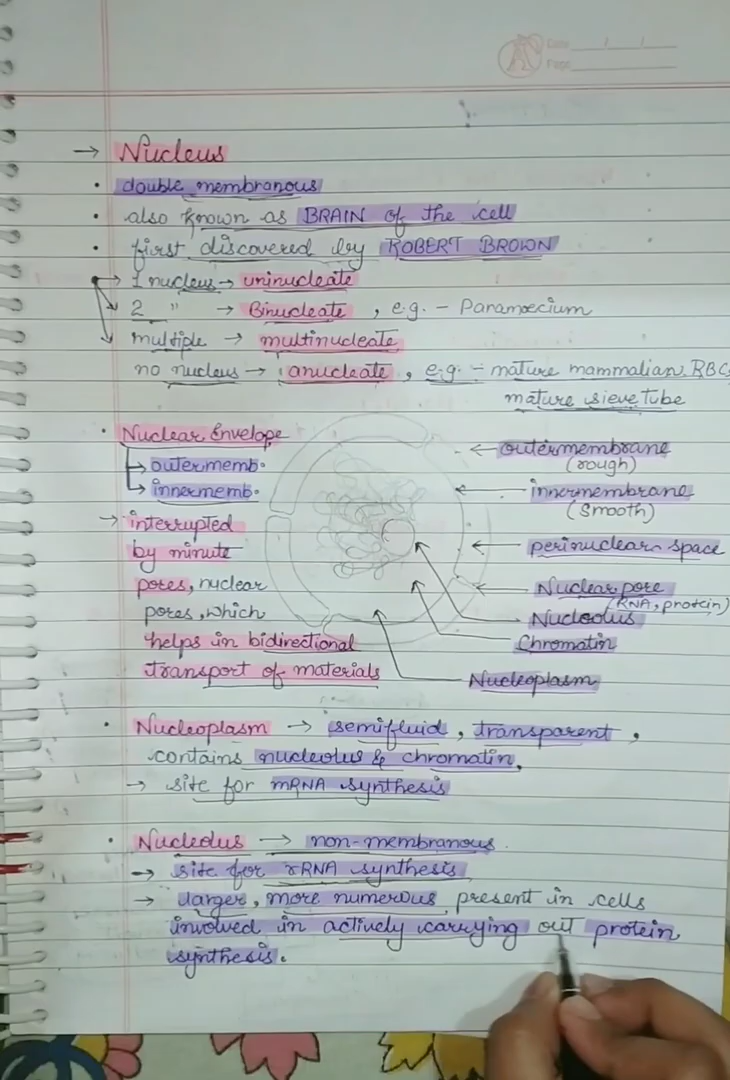 Date / /
Page
→ Nucleus
• double membranous
• also known as BRAIN of the cell
• first discovered by ROBERT BROWN
→ 1 nucleus → uninucleate
→ 2 " → Binucleate, e.g. - Paramoecium
→ multiple → multinucleate
no nucleus → anucleate, e.g. - mature mammalian RBC,
mature sieve tube
• Nuclear Envelope
→ outermemb.
→ innermemb.
→ interrupted
by minute
pores, nuclear
pores, which
helps in bidirectional
transport of materials
← outermembrane
(rough)
← innermembrane
(smooth)
← perinuclear space
← Nuclear pore
(RNA, protein)
Nucleolus
Chromatin
Nucleoplasm
• Nucleoplasm → semifluid, transparent,
contains nucleolus & chromatin,
→ site for mRNA synthesis
• Nucleolus → non-membranous.
→ site for rRNA synthesis
→ larger, more numerous present in cells
involved in actively carrying out protein
synthesis.